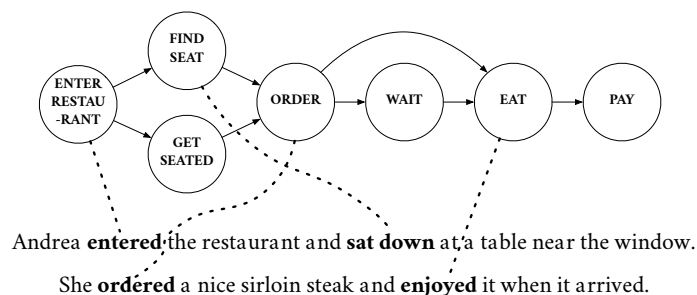 FIND
SEAT
ENTER
RESTAU
-RANT
GET
SEATED
ORDER
WAIT
EAT
PAY
Andrea entered the restaurant and sat down at a table near the window.
She ordered a nice sirloin steak and enjoyed it when it arrived.